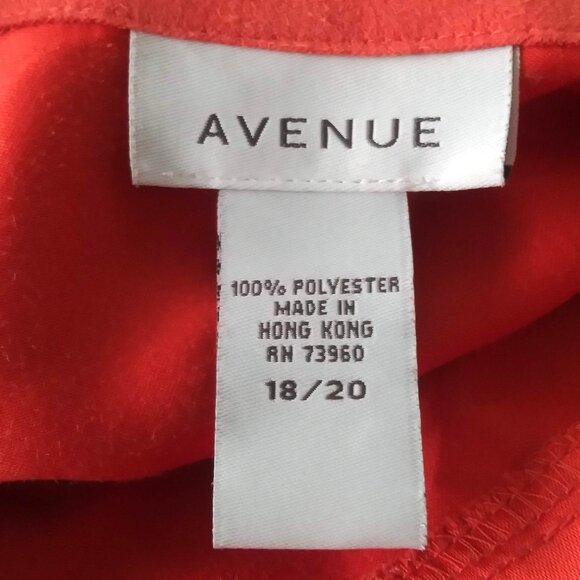 AVENUE
100% POLYESTER
MADE IN
HONG KONG
RN 73960
18/20